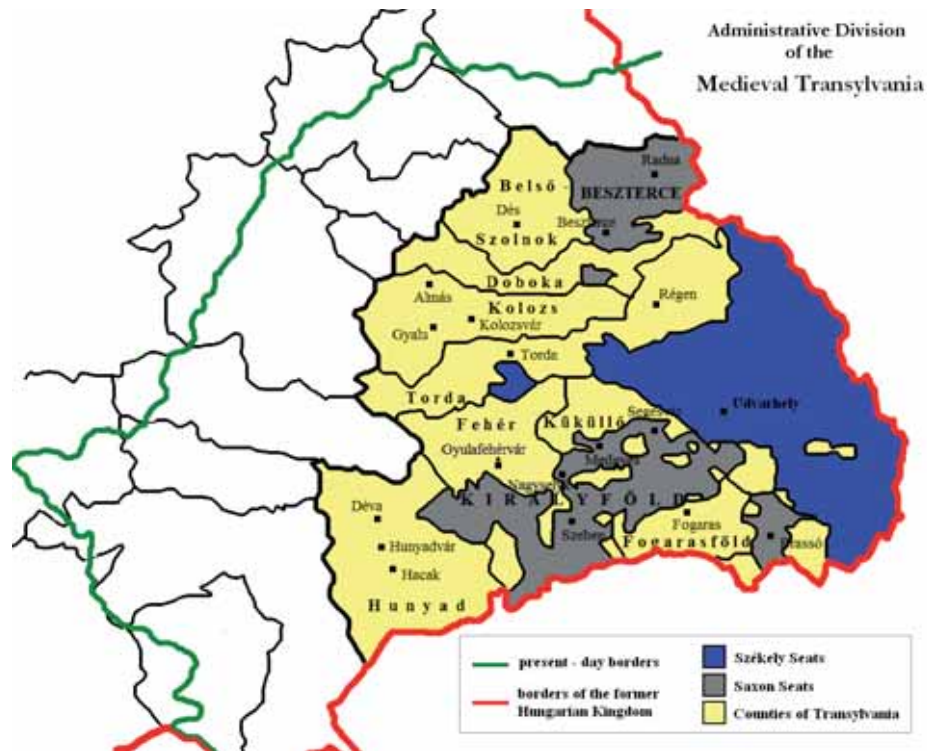 Administrative Division
of the
Medieval Transylvania
Radna
Belső -
BESZTERCE
Dés
Beszterce
Szolnok
Doboka
Almás
Kolozs
Régen
Gyalu
Kolozsvár
Torda
Torda
Udvarhely
Fehér
Küküllő
Segesvár
Gyulafehérvár
Medgyes
KIRÁLYFÖLD
Déva
Szeben
Fogaras
Hunyadvár
Fogarasföld
Brassó
Hacak
Hunyad
present - day borders
borders of the former
Hungarian Kingdom
Székely Seats
Saxon Seats
Counties of Transylvania